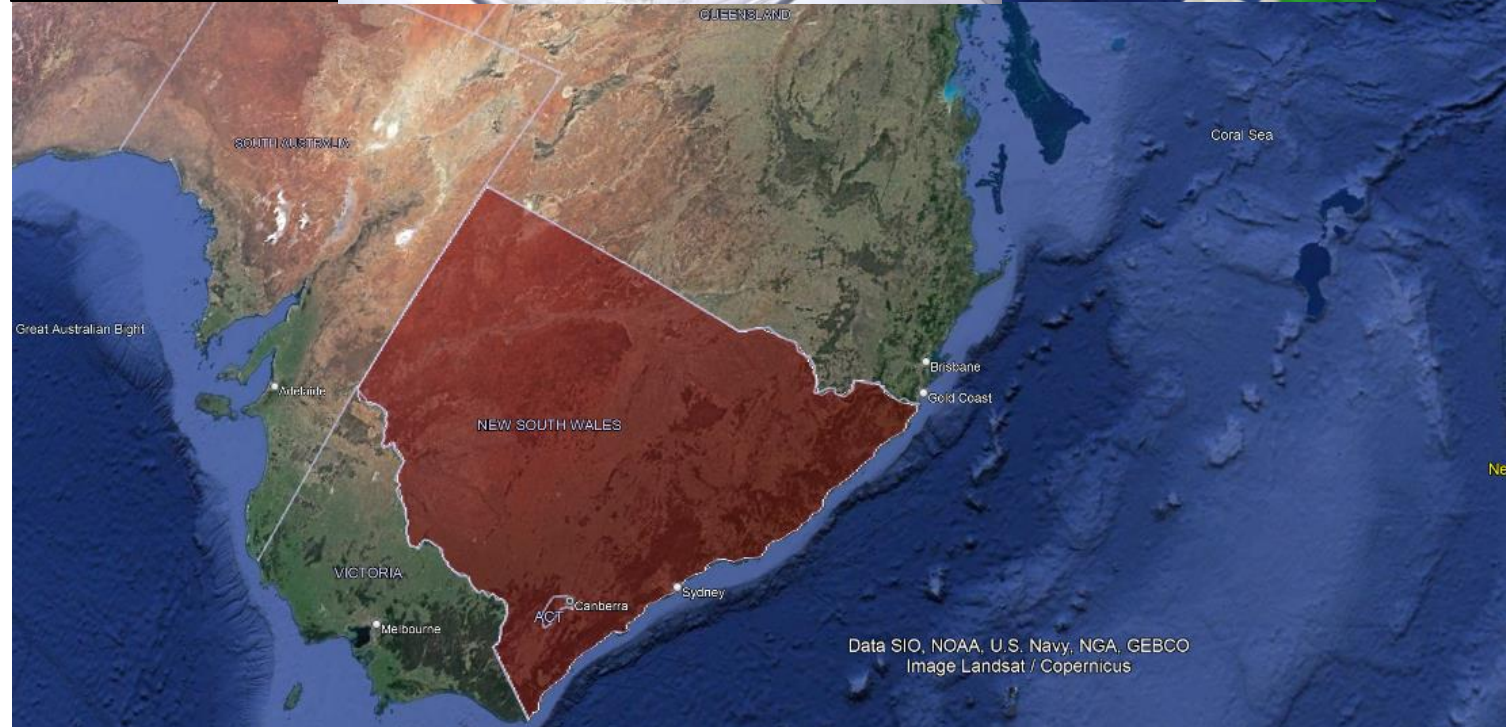 QUEENSLAND
Coral Sea
SOUTH AUSTRALIA
Great Australian Bight
Brisbane
Adelaide
Gold Coast
NEW SOUTH WALES
Ne
VICTORIA
Sydney
ACT
Canberra
Melbourne
Data SIO, NOAA, U.S. Navy, NGA, GEBCO
Image Landsat / Copernicus